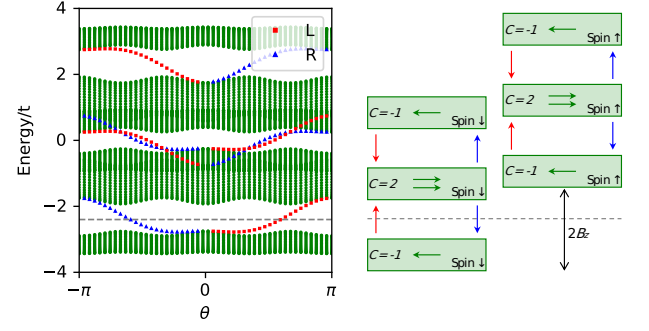 Energy/t
4
2
0
−2
−4
−π
0
π
θ
L
R
C=-1
Spin↑
C=2
Spin↑
C=-1
Spin↑
C=-1
Spin↓
C=2
Spin↓
C=-1
Spin↓
2Bz